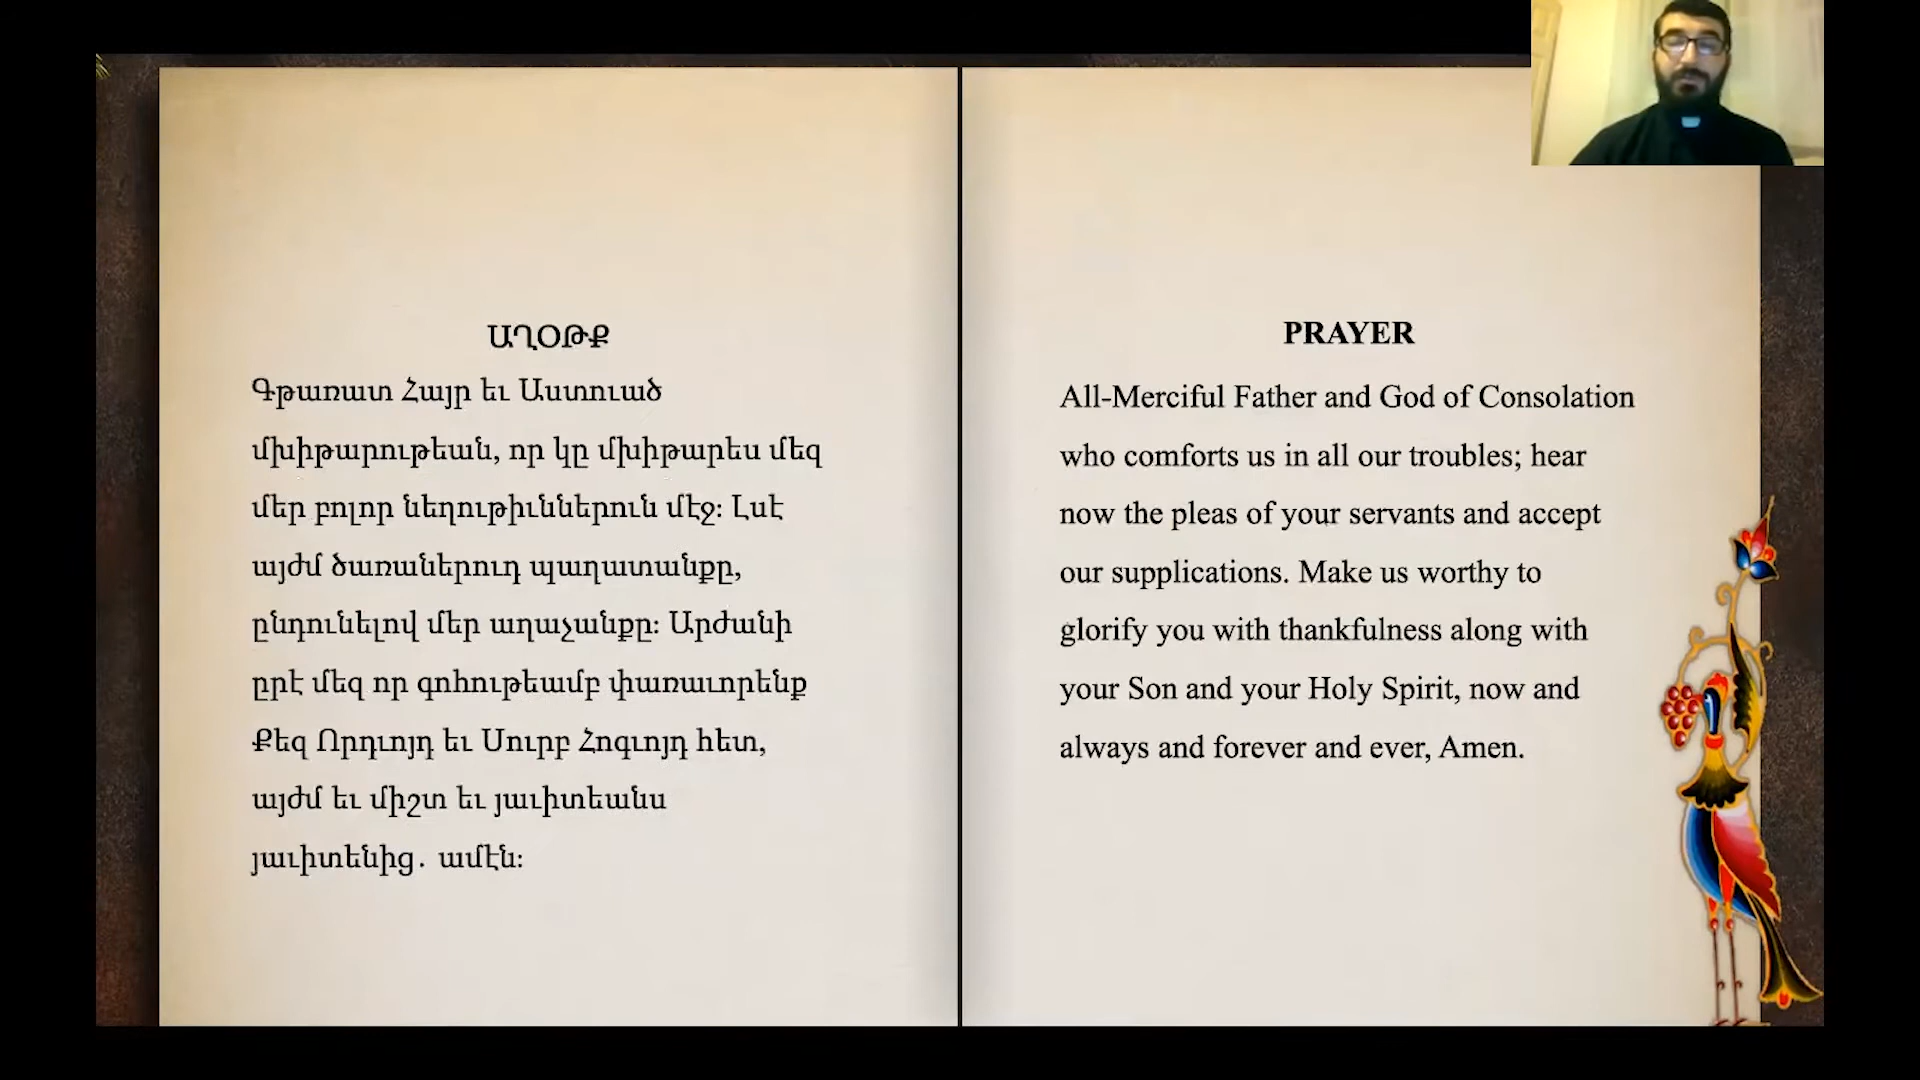 ԱՂՕԹՔ
Գթառատ Հայր եւ Աստուած
մխիթարութեան, որ կը մխիթարես մեզ
մեր բոլոր նեղութիւններուն մէջ: Լսէ
այժմ ծառաներուդ պաղատանքը,
ընդունելով մեր աղաչանքը: Արժանի
ըրէ մեզ որ գոհութեամբ փառաւորենք
Քեզ Որդւոյդ եւ Սուրբ Հոգւոյդ հետ,
այժմ եւ միշտ եւ յաւիտեանս
յաւիտենից. ամէն:
PRAYER
All-Merciful Father and God of Consolation
who comforts us in all our troubles; hear
now the pleas of your servants and accept
our supplications. Make us worthy to
glorify you with thankfulness along with
your Son and your Holy Spirit, now and
always and forever and ever, Amen.